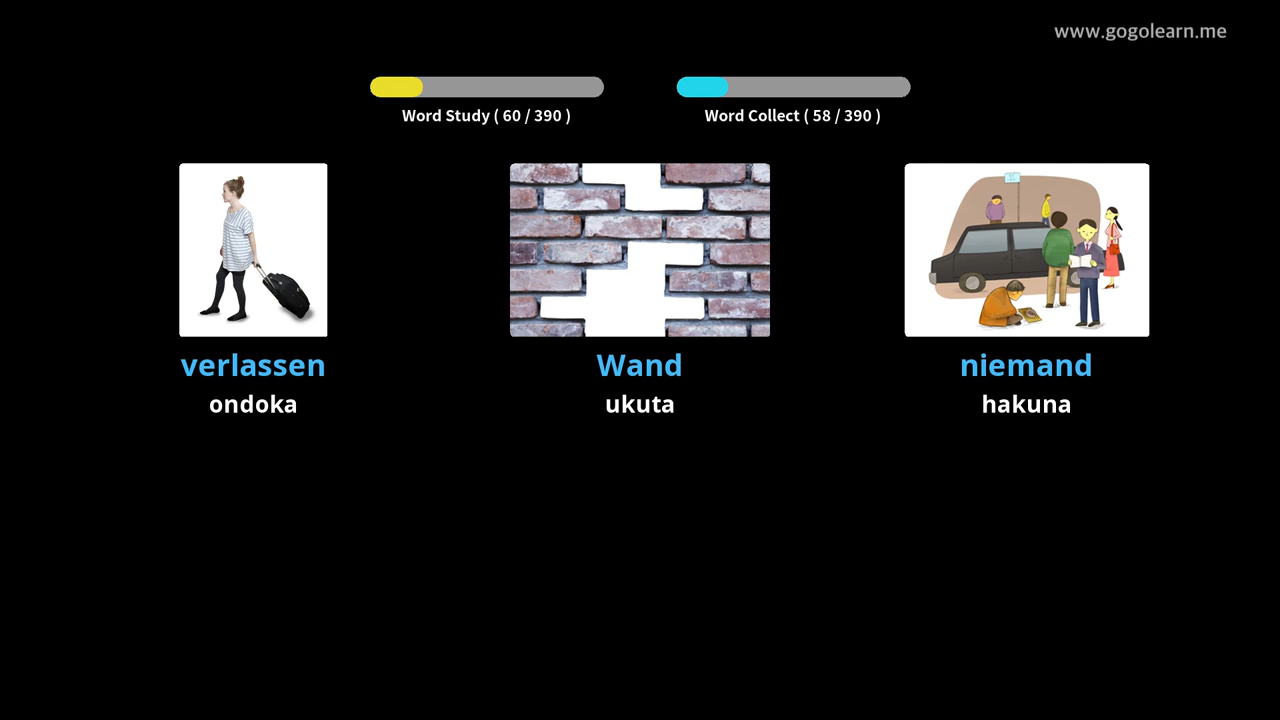 www.gogolearn.me
Word Study ( 60 / 390 )
Word Collect ( 58 / 390 )
verlassen
ondoka
Wand
ukuta
niemand
hakuna